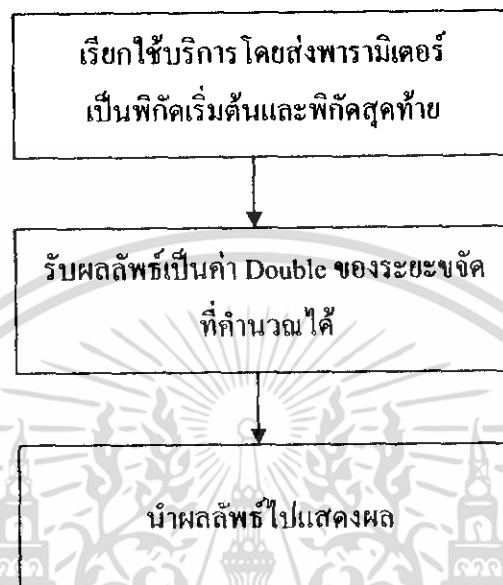 เรียกใช้บริการโดยส่งพารามิเตอร์
เป็นพิกัดเริ่มต้นและพิกัดสุดท้าย
รับผลลัพธ์เป็นค่า Double ของระยะขจัด
ที่คำนวณได้
นำผลลัพธ์ไปแสดงผล